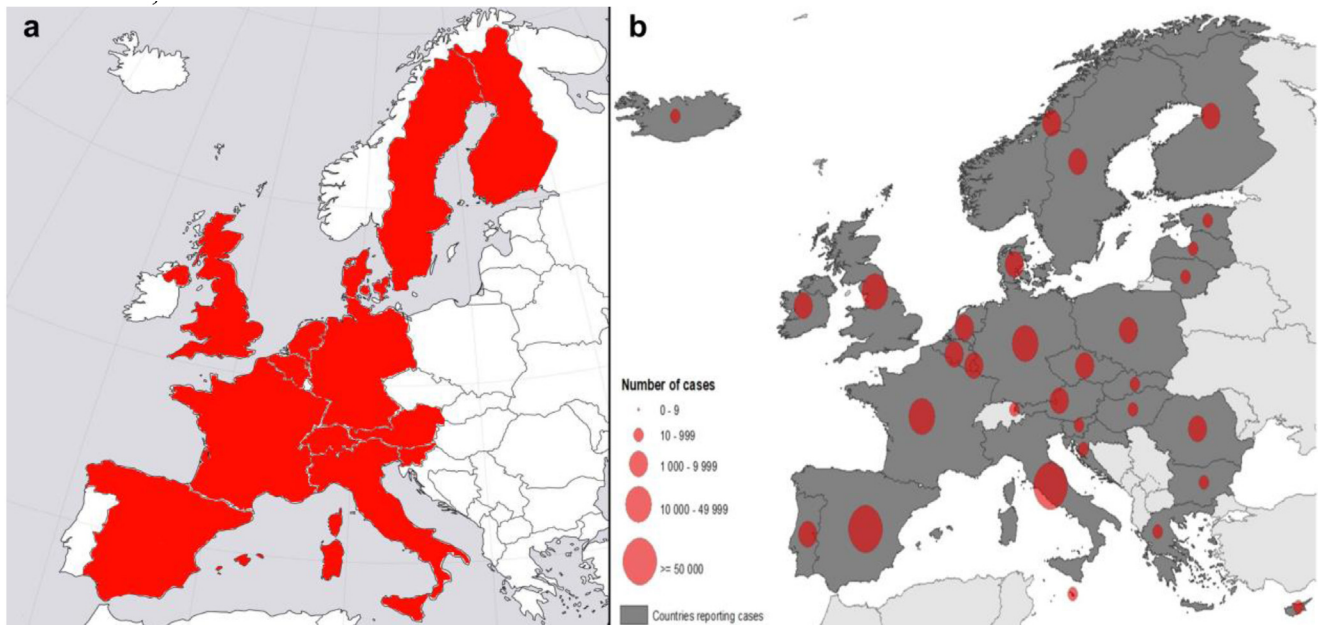 a
b
Number of cases
0 - 9
10 - 999
1 000 - 9 999
10 000 - 49 999
>= 50 000
Countries reporting cases